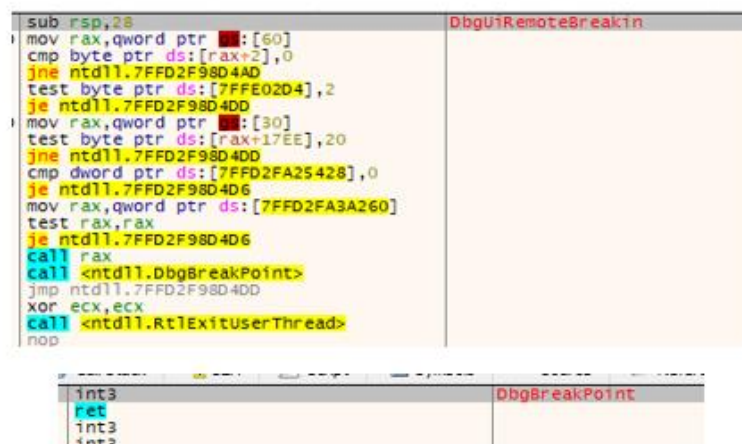 sub rsp,28 DbgUiRemoteBreakin
mov rax,qword ptr gs:[60]
cmp byte ptr ds:[rax+2],0
jne ntdll.7FFD2F98D4AD
test byte ptr ds:[7FFE02D4],2
je ntdll.7FFD2F98D4DD
mov rax,qword ptr gs:[30]
test byte ptr ds:[rax+17EE],20
jne ntdll.7FFD2F98D4DD
cmp dword ptr ds:[7FFD2FA25428],0
je ntdll.7FFD2F98D4D6
mov rax,qword ptr ds:[7FFD2FA3A260]
test rax,rax
je ntdll.7FFD2F98D4D6
call rax
call <ntdll.DbgBreakPoint>
jmp ntdll.7FFD2F98D4DD
xor ecx,ecx
call <ntdll.RtlExitUserThread>
nop
int3 DbgBreakPoint
ret
int3
int3